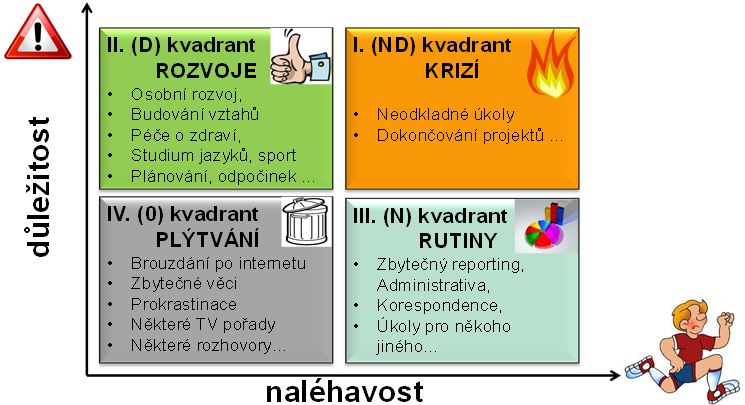 II. (D) kvadrant
ROZVOJE
• Osobní rozvoj,
• Budování vztahů
• Péče o zdraví,
• Studium jazyků, sport
• Plánování, odpočinek ...
I. (ND) kvadrant
KRIZÍ
• Neodkladné úkoly
• Dokončování projektů ...
IV. (0) kvadrant
PLÝTVÁNÍ
• Brouzdání po internetu
• Zbytečné věci
• Prokrastinace
• Některé TV pořady
• Některé rozhovory...
III. (N) kvadrant
RUTINY
• Zbytečný reporting,
• Administrativa,
• Korespondence,
• Úkoly pro někoho
jiného...
důležitost
naléhavost